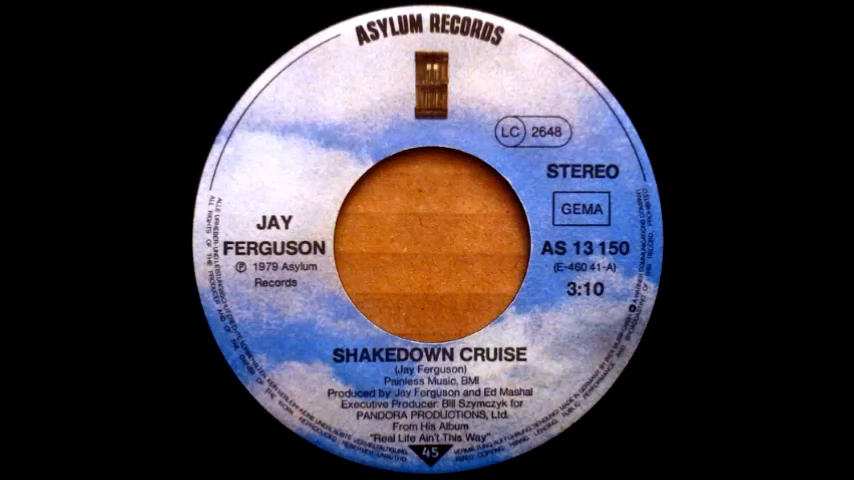 ASYLUM RECORDS
LC 2648
STEREO
GEMA
JAY
FERGUSON
℗ 1979 Asylum
Records
AS 13 150
(E-460 41-A)
3:10
SHAKEDOWN CRUISE
(Jay Ferguson)
Painless Music, BMI
Produced by Jay Ferguson and Ed Mashal
Executive Producer: Bill Szymczyk for
PANDORA PRODUCTIONS, Ltd.
From His Album
"Real Life Ain't This Way"
45